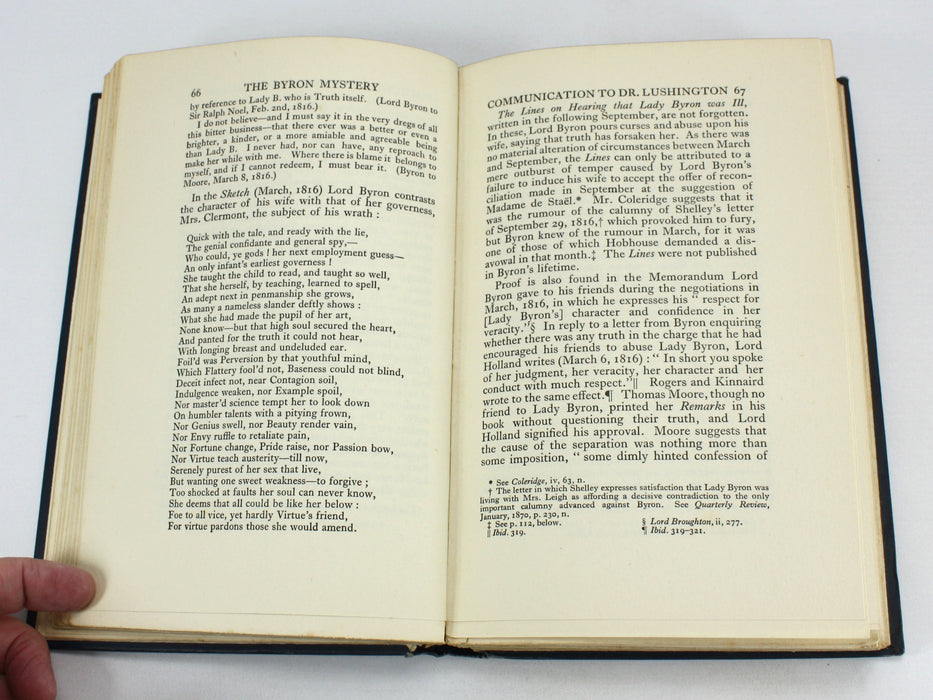 66 THE BYRON MYSTERY
by reference to Lady B. who is Truth itself. (Lord Byron to
Sir Ralph Noel, Feb. 2nd, 1816.)
I do not believe—and I must say it in the very dregs of all
this bitter business—that there ever was a better or even a
brighter, a kinder, or a more amiable and agreeable being
than Lady B. I never had, nor can have, any reproach to
make her while with me. Where there is blame it belongs to
myself, and if I cannot redeem, I must bear it. (Byron to
Moore, March 8, 1816.)
In the Sketch (March, 1816) Lord Byron contrasts
the character of his wife with that of her governess,
Mrs. Clermont, the subject of his wrath :
Quick with the tale, and ready with the lie,
The genial confidante and general spy,—
Who could, ye gods ! her next employment guess—
An only infant's earliest governess !
She taught the child to read, and taught so well,
That she herself, by teaching, learned to spell,
An adept next in penmanship she grows,
As many a nameless slander deftly shows :
What she had made the pupil of her art,
None know—but that high soul secured the heart,
And panted for the truth it could not hear,
With longing breast and undeluded ear.
Foil'd was Perversion by that youthful mind,
Which Flattery fool'd not, Baseness could not blind,
Deceit infect not, near Contagion soil,
Indulgence weaken, nor Example spoil,
Nor master'd science tempt her to look down
On humbler talents with a pitying frown,
Nor Genius swell, nor Beauty render vain,
Nor Envy ruffle to retaliate pain,
Nor Fortune change, Pride raise, nor Passion bow,
Nor Virtue teach austerity—till now,
Serenely purest of her sex that live,
But wanting one sweet weakness—to forgive ;
Too shocked at faults her soul can never know,
She deems that all could be like her below :
Foe to all vice, yet hardly Virtue's friend,
For virtue pardons those she would amend.
COMMUNICATION TO DR. LUSHINGTON 67
The Lines on Hearing that Lady Byron was Ill,
written in the following September, are not forgotten.
In these, Lord Byron pours curses and abuse upon his
wife, saying that truth has forsaken her. As there was
no material alteration of circumstances between March
and September, the Lines can only be attributed to a
mere outburst of temper caused by Lord Byron's
failure to induce his wife to accept the offer of recon-
ciliation made in September at the suggestion of
Madame de Staël.* Mr. Coleridge suggests that it
was the rumour of the calumny of Shelley's letter
of September 29, 1816,† which provoked him to fury,
but Byron knew of the rumour in March, for it was
one of those of which Hobhouse demanded a dis-
avowal in that month.‡ The Lines were not published
in Byron's lifetime.
Proof is also found in the Memorandum Lord
Byron gave to his friends during the negotiations in
March, 1816, in which he expresses his " respect for
[Lady Byron's] character and confidence in her
veracity."§ In reply to a letter from Byron enquiring
whether there was any truth in the charge that he had
encouraged his friends to abuse Lady Byron, Lord
Holland writes (March 6, 1816) : " In short you spoke
of her judgment, her veracity, her character and her
conduct with much respect."‖ Rogers and Kinnaird
wrote to the same effect.¶ Thomas Moore, though no
friend to Lady Byron, printed her Remarks in his
book without questioning their truth, and Lord
Holland signified his approval. Moore suggests that
the cause of the separation was nothing more than
some imposition, " some dimly hinted confession of
* See Coleridge, iv, 63, n.
† The letter in which Shelley expresses satisfaction that Lady Byron was
living with Mrs. Leigh as affording a decisive contradiction to the only
important calumny advanced against Byron. See Quarterly Review,
January, 1870, p. 230, n.
‡ See p. 112, below. § Lord Broughton, ii, 277.
‖ Ibid. 319. ¶ Ibid. 319–321.